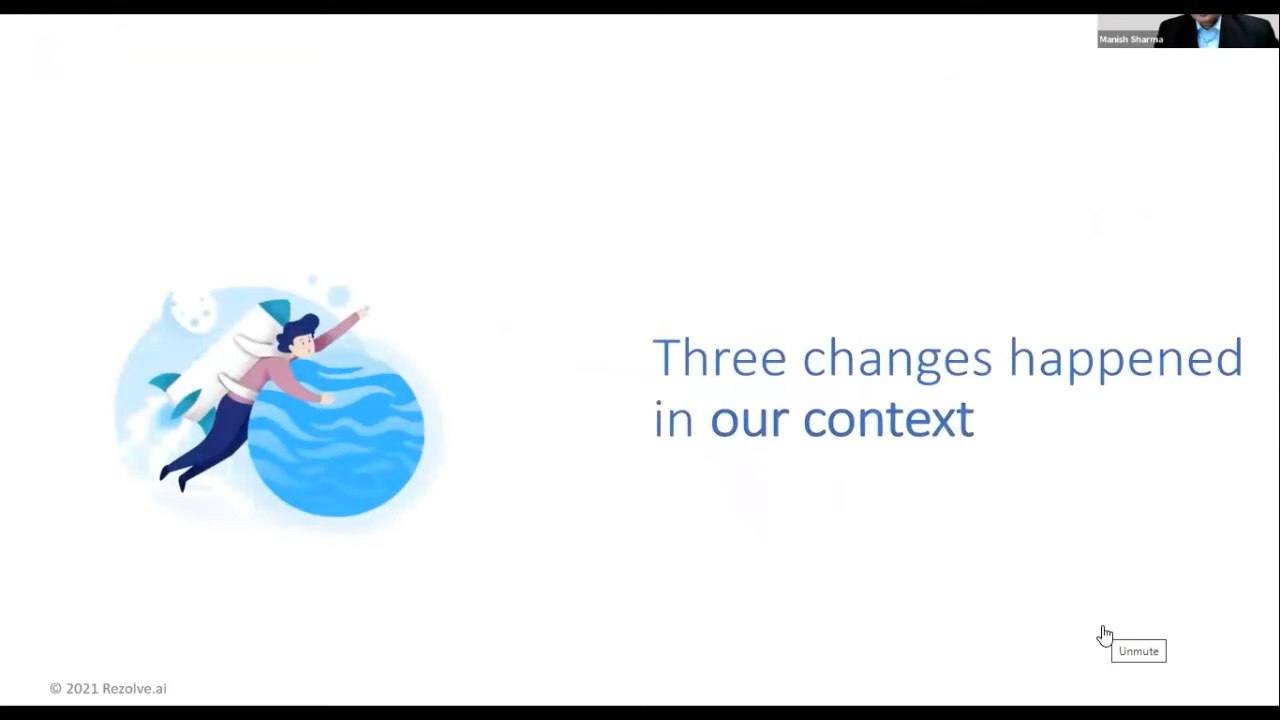 Manish Sharma
Three changes happened
in our context
Unmute
© 2021 Rezolve.ai